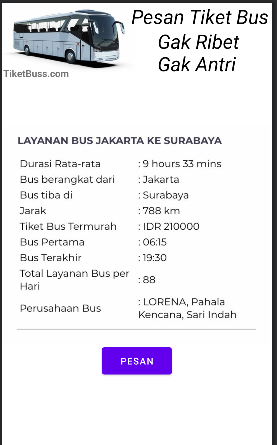 Pesan Tiket Bus
Gak Ribet
Gak Antri
TiketBuss.com
LAYANAN BUS JAKARTA KE SURABAYA
Durasi Rata-rata : 9 hours 33 mins
Bus berangkat dari : Jakarta
Bus tiba di : Surabaya
Jarak : 788 km
Tiket Bus Termurah : IDR 210000
Bus Pertama : 06:15
Bus Terakhir : 19:30
Total Layanan Bus per
Hari : 88
Perusahaan Bus : LORENA, Pahala
Kencana, Sari Indah
PESAN